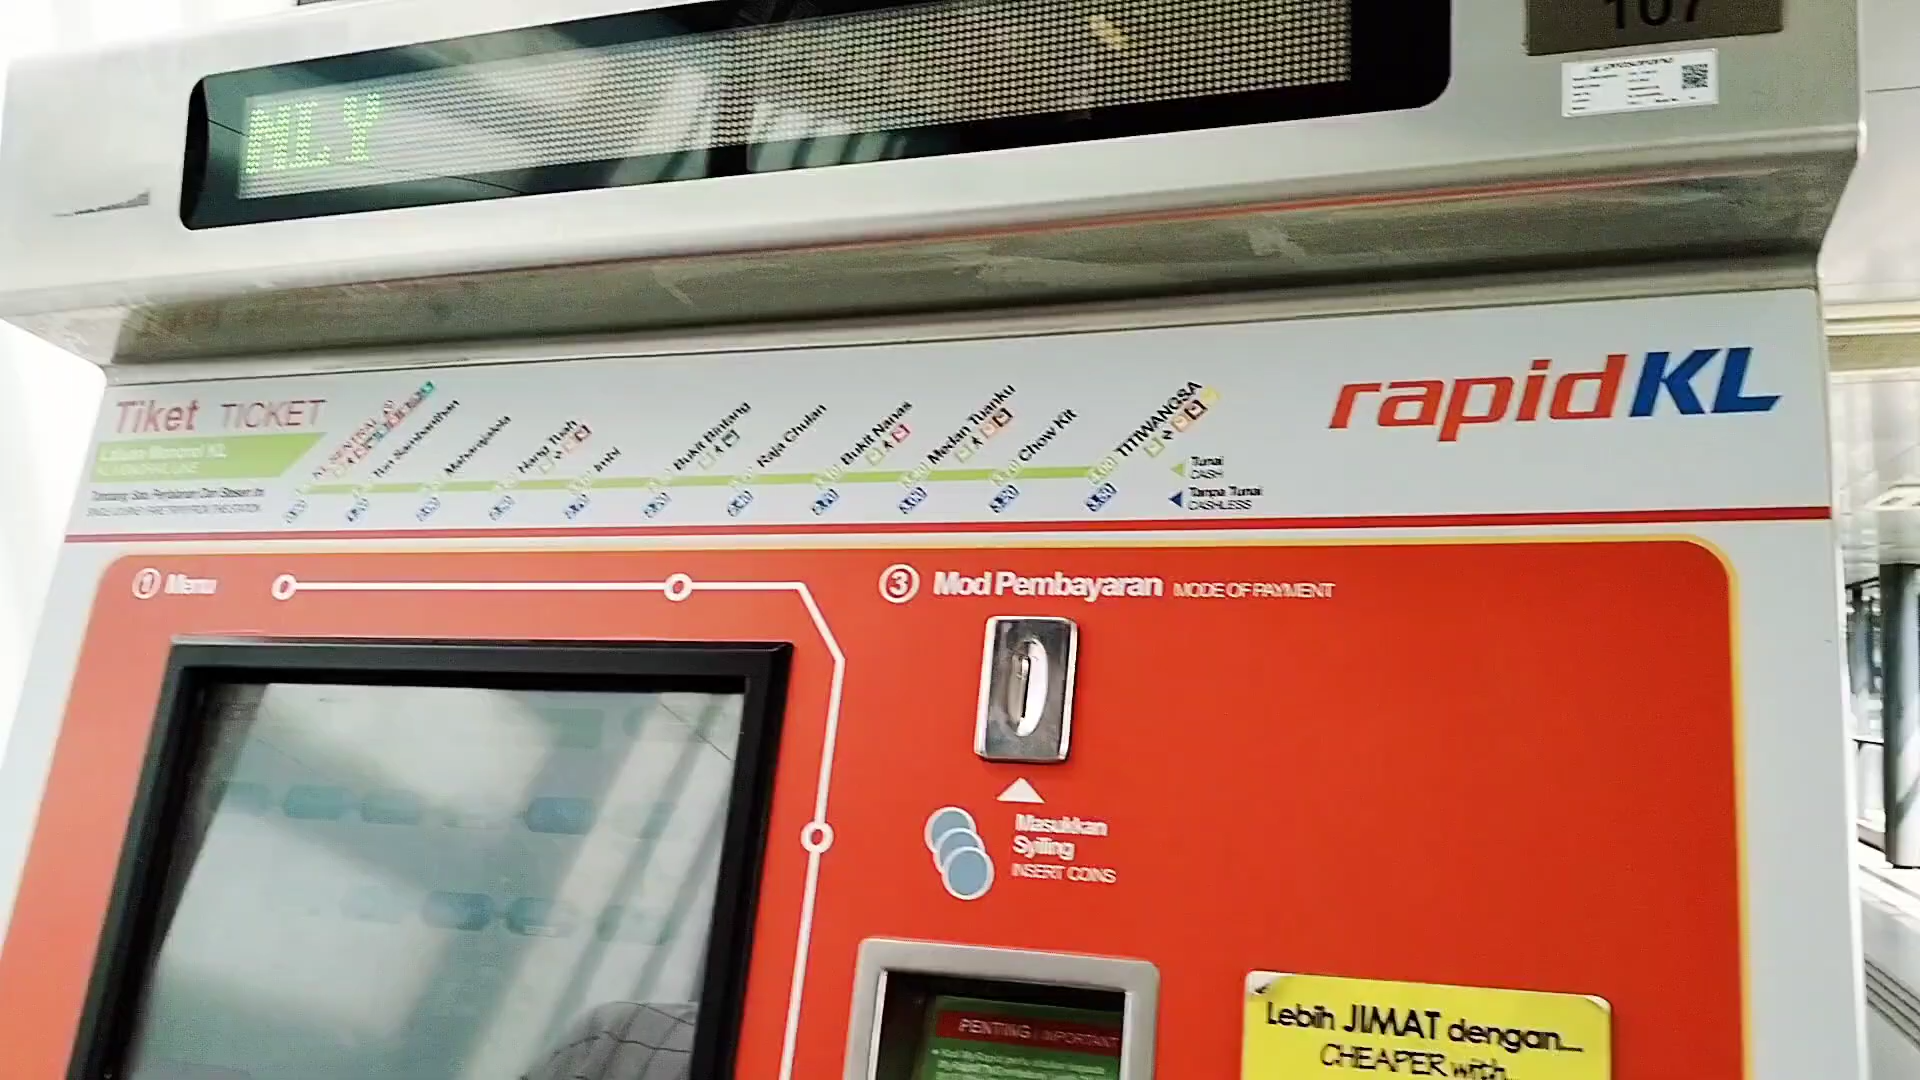 NLY
107
Tiket TICKET
Laluan Monorel KL
KL MONORAIL LINE
KL SENTRAL
Tun Sambanthan
Maharajalela
Hang Tuah
Imbi
Bukit Bintang
Raja Chulan
Bukit Nanas
Medan Tuanku
Chow Kit
TITIWANGSA
Tunai
CASH
Tanpa Tunai
CASHLESS
rapidKL
1 Menu
3 Mod Pembayaran MODE OF PAYMENT
Masukkan
Syiling
INSERT COINS
PENTING / IMPORTANT
Lebih JIMAT dengan...
CHEAPER with...